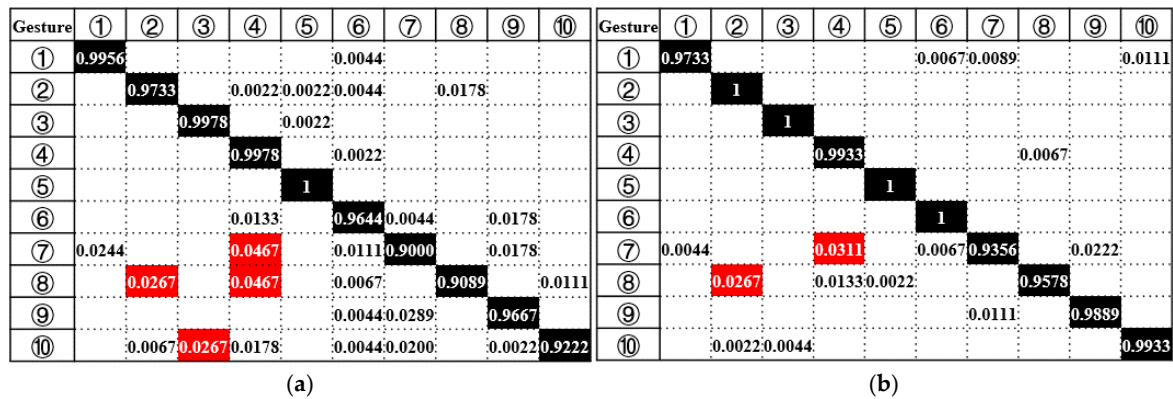 Gesture ① ② ③ ④ ⑤ ⑥ ⑦ ⑧ ⑨ ⑩
① 0.9956 0.0044
② 0.9733 0.0022 0.0022 0.0044 0.0178
③ 0.9978 0.0022
④ 0.9978 0.0022
⑤ 1
⑥ 0.0133 0.9644 0.0044 0.0178
⑦ 0.0244 0.0467 0.0111 0.9000 0.0178
⑧ 0.0267 0.0467 0.0067 0.9089 0.0111
⑨ 0.0044 0.0289 0.9667
⑩ 0.0067 0.0267 0.0178 0.0044 0.0200 0.0022 0.9222
(a)
Gesture ① ② ③ ④ ⑤ ⑥ ⑦ ⑧ ⑨ ⑩
① 0.9733 0.0067 0.0089 0.0111
② 1
③ 1
④ 0.9933 0.0067
⑤ 1
⑥ 1
⑦ 0.0044 0.0311 0.0067 0.9356 0.0222
⑧ 0.0267 0.0133 0.0022 0.9578
⑨ 0.0111 0.9889
⑩ 0.0022 0.0044 0.9933
(b)